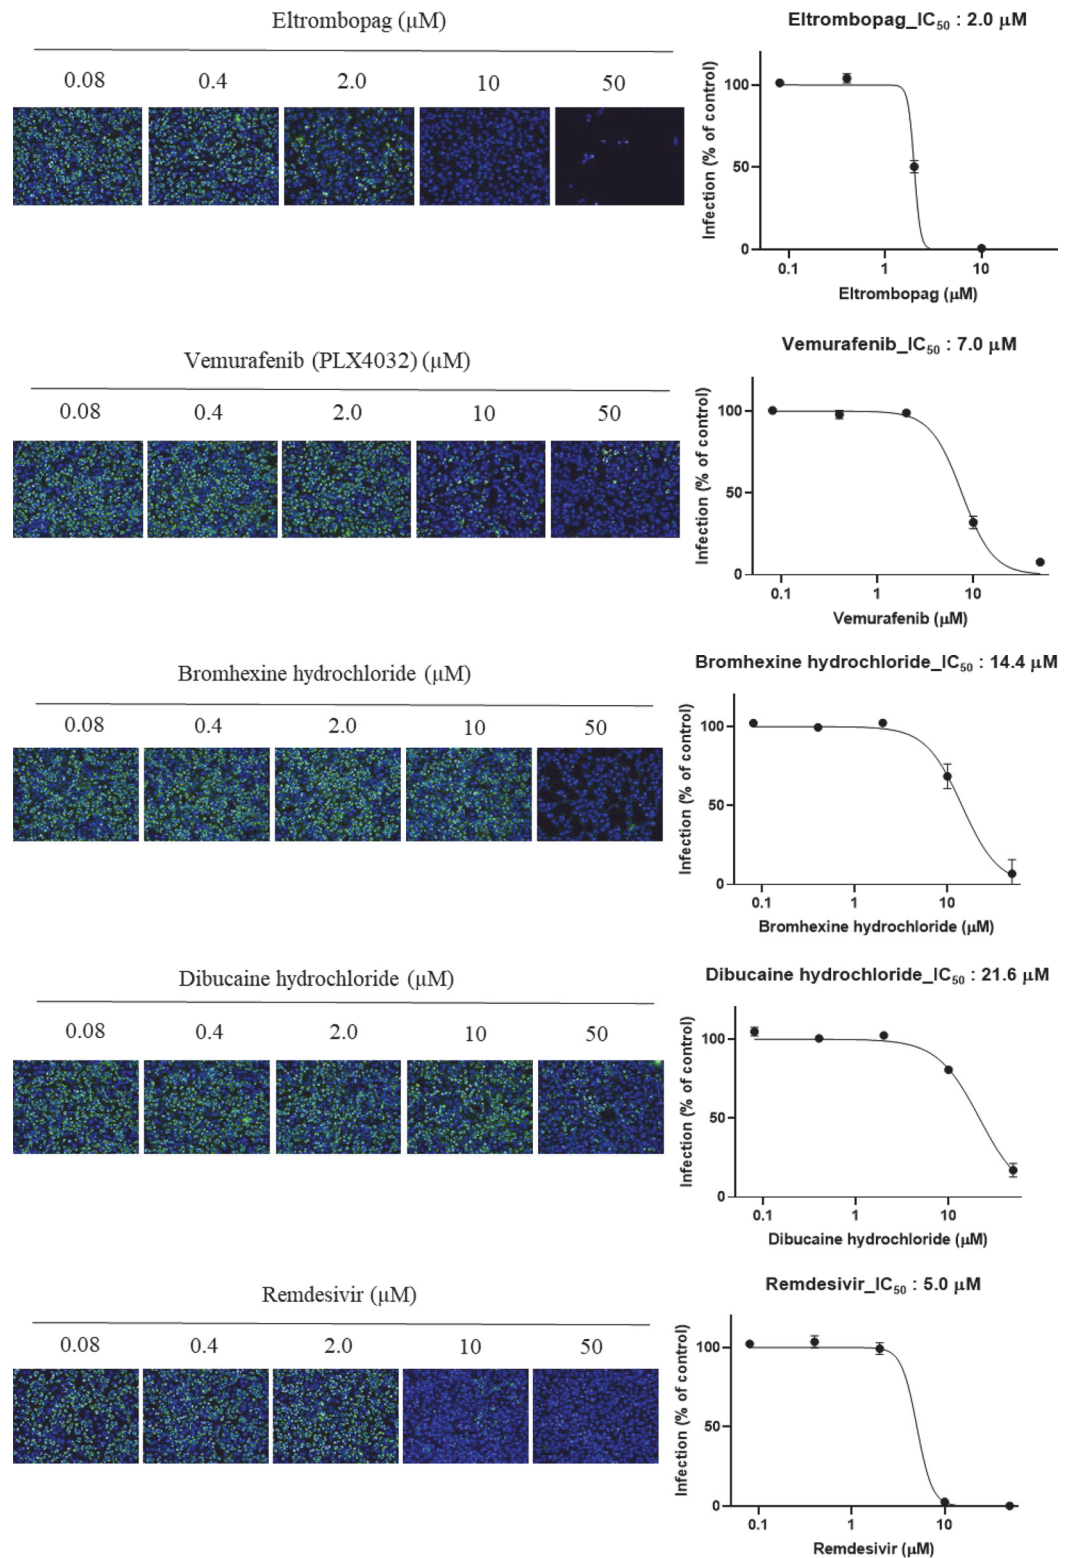 Eltrombopag (µM)
0.08 0.4 2.0 10 50
Eltrombopag_IC50 : 2.0 µM
Infection (% of control)
100
50
0
0.1 1 10
Eltrombopag (µM)
Vemurafenib (PLX4032) (µM)
0.08 0.4 2.0 10 50
Vemurafenib_IC50 : 7.0 µM
Infection (% of control)
100
50
0
0.1 1 10
Vemurafenib (µM)
Bromhexine hydrochloride (µM)
0.08 0.4 2.0 10 50
Bromhexine hydrochloride_IC50 : 14.4 µM
Infection (% of control)
100
50
0
0.1 1 10
Bromhexine hydrochloride (µM)
Dibucaine hydrochloride (µM)
0.08 0.4 2.0 10 50
Dibucaine hydrochloride_IC50 : 21.6 µM
Infection (% of control)
100
50
0
0.1 1 10
Dibucaine hydrochloride (µM)
Remdesivir (µM)
0.08 0.4 2.0 10 50
Remdesivir_IC50 : 5.0 µM
Infection (% of control)
100
50
0
0.1 1 10
Remdesivir (µM)